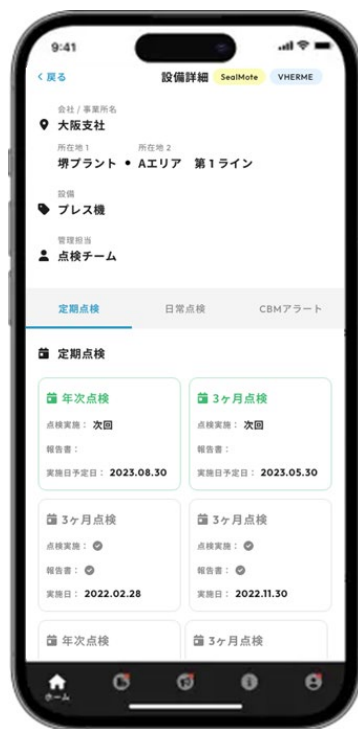 9:41
戻る 設備詳細 SealMote VHERME
会社 / 事業所名
大阪支社
所在地 1 所在地 2
堺プラント • Aエリア 第1ライン
設備
プレス機
管理担当
点検チーム
定期点検 日常点検 CBMアラート
定期点検
年次点検 3ヶ月点検
点検実施: 次回 点検実施: 次回
報告書: 報告書:
実施日予定日: 2023.08.30 実施日予定日: 2023.05.30
3ヶ月点検 3ヶ月点検
点検実施: 点検実施:
報告書: 報告書:
実施日: 2022.02.28 実施日: 2022.11.30
年次点検 3ヶ月点検
ホーム